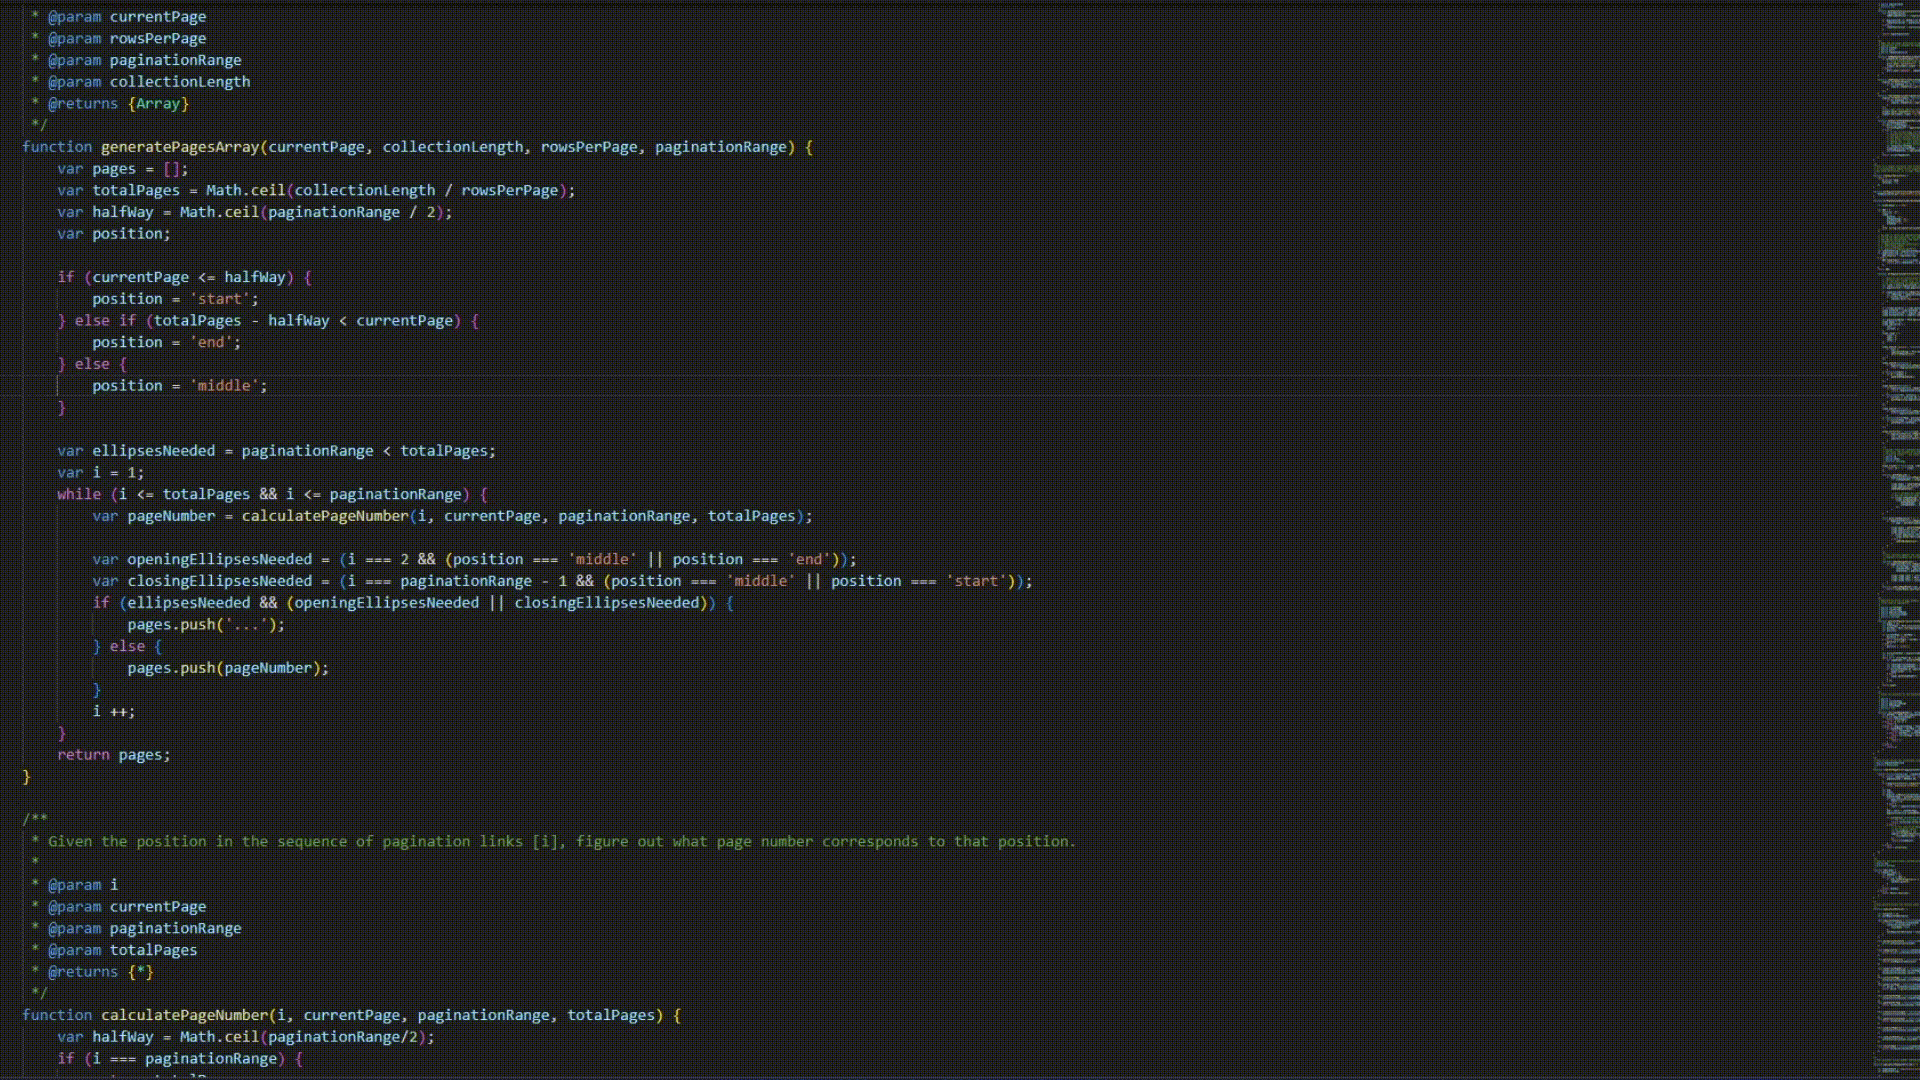 * @param currentPage
* @param rowsPerPage
* @param paginationRange
* @param collectionLength
* @returns {Array}
*/
function generatePagesArray(currentPage, collectionLength, rowsPerPage, paginationRange) {
var pages = [];
var totalPages = Math.ceil(collectionLength / rowsPerPage);
var halfWay = Math.ceil(paginationRange / 2);
var position;
if (currentPage <= halfWay) {
position = 'start';
} else if (totalPages - halfWay < currentPage) {
position = 'end';
} else {
position = 'middle';
}
var ellipsesNeeded = paginationRange < totalPages;
var i = 1;
while (i <= totalPages && i <= paginationRange) {
var pageNumber = calculatePageNumber(i, currentPage, paginationRange, totalPages);
var openingEllipsesNeeded = (i === 2 && (position === 'middle' || position === 'end'));
var closingEllipsesNeeded = (i === paginationRange - 1 && (position === 'middle' || position === 'start'));
if (ellipsesNeeded && (openingEllipsesNeeded || closingEllipsesNeeded)) {
pages.push('...');
} else {
pages.push(pageNumber);
}
i ++;
}
return pages;
}
/**
* Given the position in the sequence of pagination links [i], figure out what page number corresponds to that position.
*
* @param i
* @param currentPage
* @param paginationRange
* @param totalPages
* @returns {*}
*/
function calculatePageNumber(i, currentPage, paginationRange, totalPages) {
var halfWay = Math.ceil(paginationRange/2);
if (i === paginationRange) {